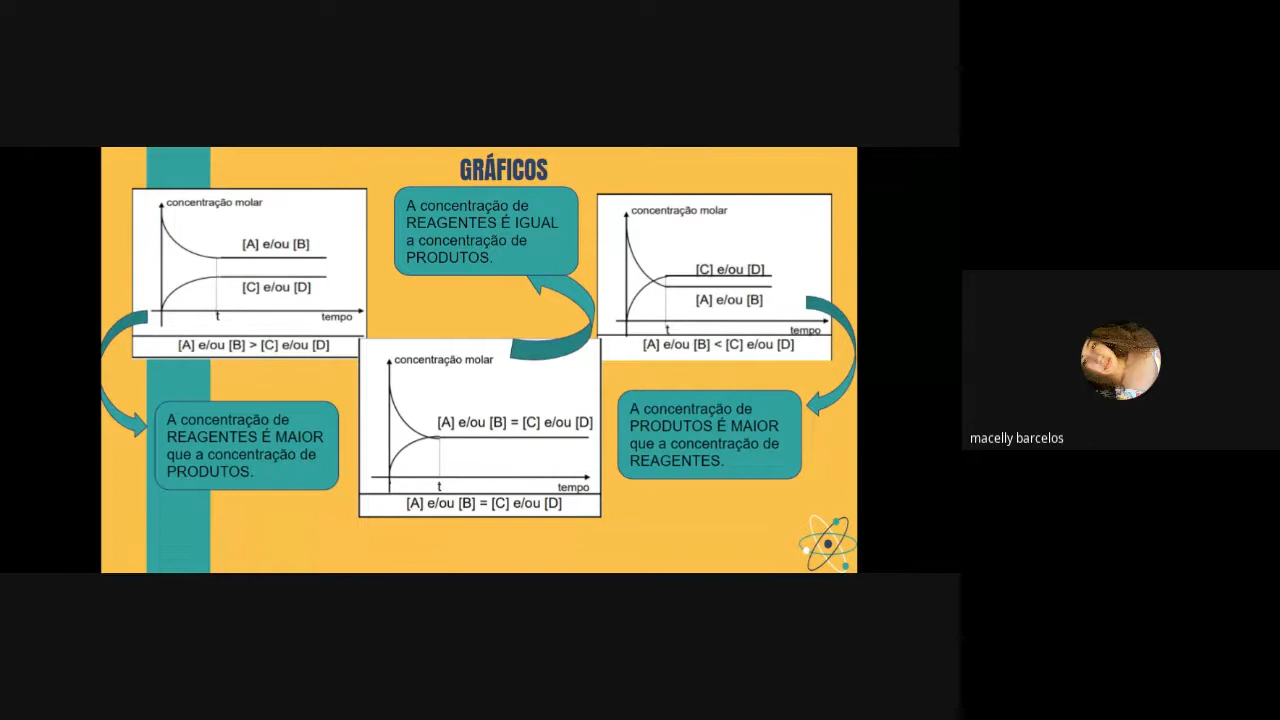 GRÁFICOS
concentração molar
[A] e/ou [B]
[C] e/ou [D]
t
tempo
[A] e/ou [B] > [C] e/ou [D]
A concentração de
REAGENTES É IGUAL
a concentração de
PRODUTOS.
concentração molar
[C] e/ou [D]
[A] e/ou [B]
t
tempo
[A] e/ou [B] < [C] e/ou [D]
A concentração de
REAGENTES É MAIOR
que a concentração de
PRODUTOS.
concentração molar
[A] e/ou [B] = [C] e/ou [D]
t
tempo
[A] e/ou [B] = [C] e/ou [D]
A concentração de
PRODUTOS É MAIOR
que a concentração de
REAGENTES.
macelly barcelos